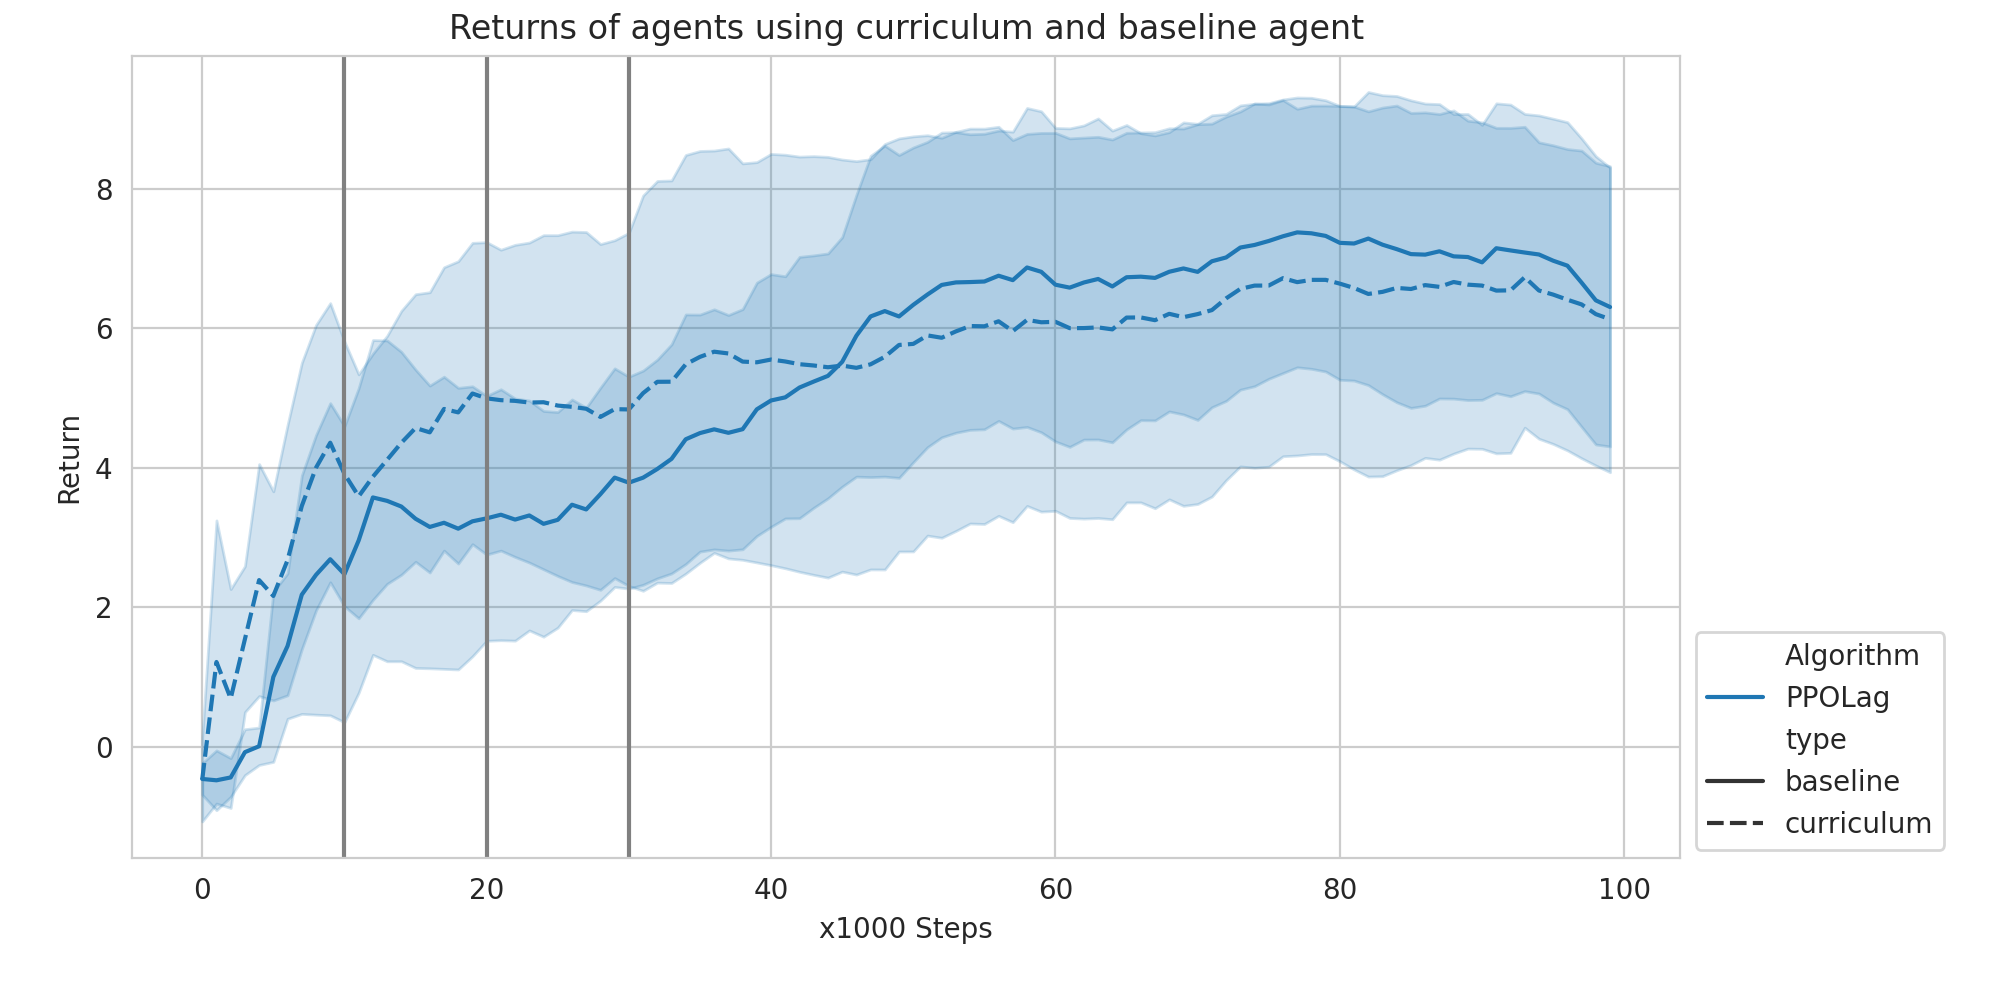 Returns of agents using curriculum and baseline agent
Return
8
6
4
2
0
0 20 40 60 80 100
x1000 Steps
Algorithm
PPOLag
type
baseline
curriculum